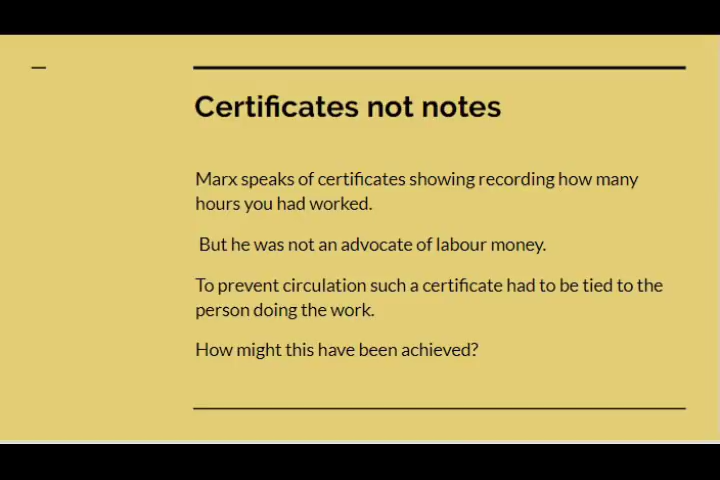 Certificates not notes
Marx speaks of certificates showing recording how many
hours you had worked.
But he was not an advocate of labour money.
To prevent circulation such a certificate had to be tied to the
person doing the work.
How might this have been achieved?